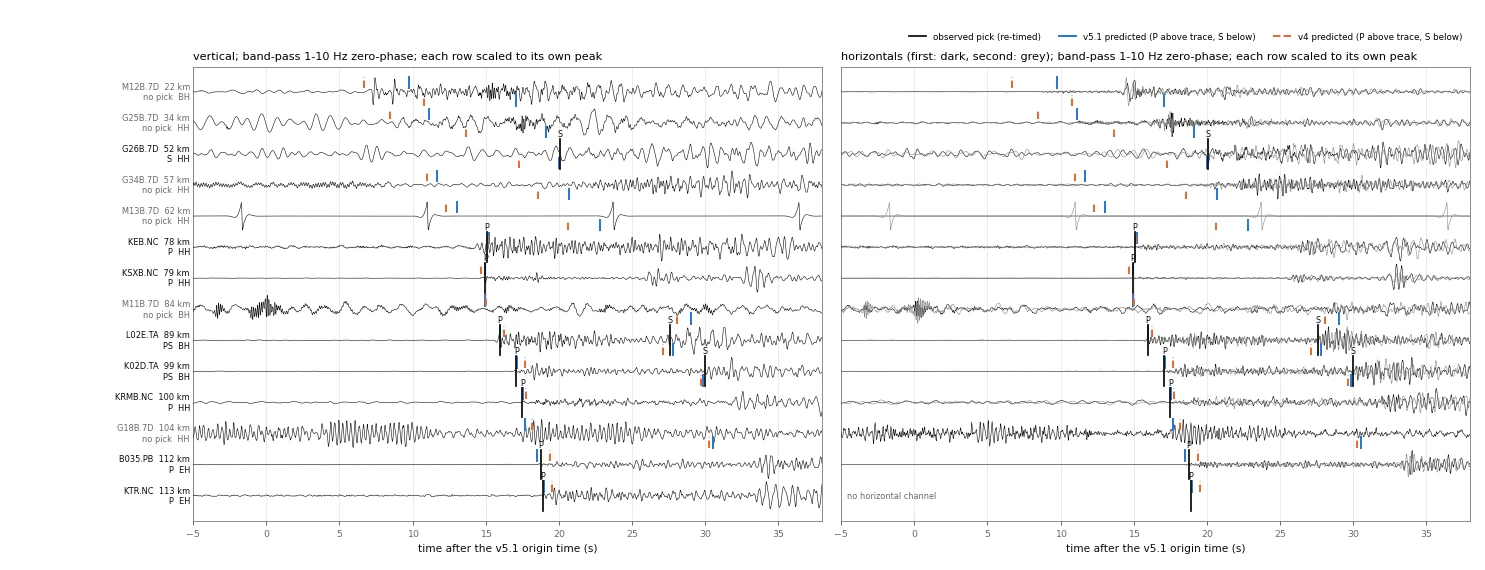 observed pick (re-timed)
v5.1 predicted (P above trace, S below)
v4 predicted (P above trace, S below)
vertical; band-pass 1-10 Hz zero-phase; each row scaled to its own peak
horizontals (first: dark, second: grey); band-pass 1-10 Hz zero-phase; each row scaled to its own peak
M12B.7D 22 km
no pick BH
G25B.7D 34 km
no pick HH
S
S
G26B.7D 52 km
S HH
G34B.7D 57 km
no pick HH
M13B.7D 62 km
no pick HH
P
P
KEB.NC 78 km
P HH
P
P
KSXB.NC 79 km
P HH
M11B.7D 84 km
no pick BH
P
S
P
S
L02E.TA 89 km
PS BH
P
S
P
S
K02D.TA 99 km
PS BH
P
P
KRMB.NC 100 km
P HH
G18B.7D 104 km
no pick HH
P
P
B035.PB 112 km
P EH
P
P
KTR.NC 113 km
P EH
no horizontal channel
−5 0 5 10 15 20 25 30 35
−5 0 5 10 15 20 25 30 35
time after the v5.1 origin time (s)
time after the v5.1 origin time (s)